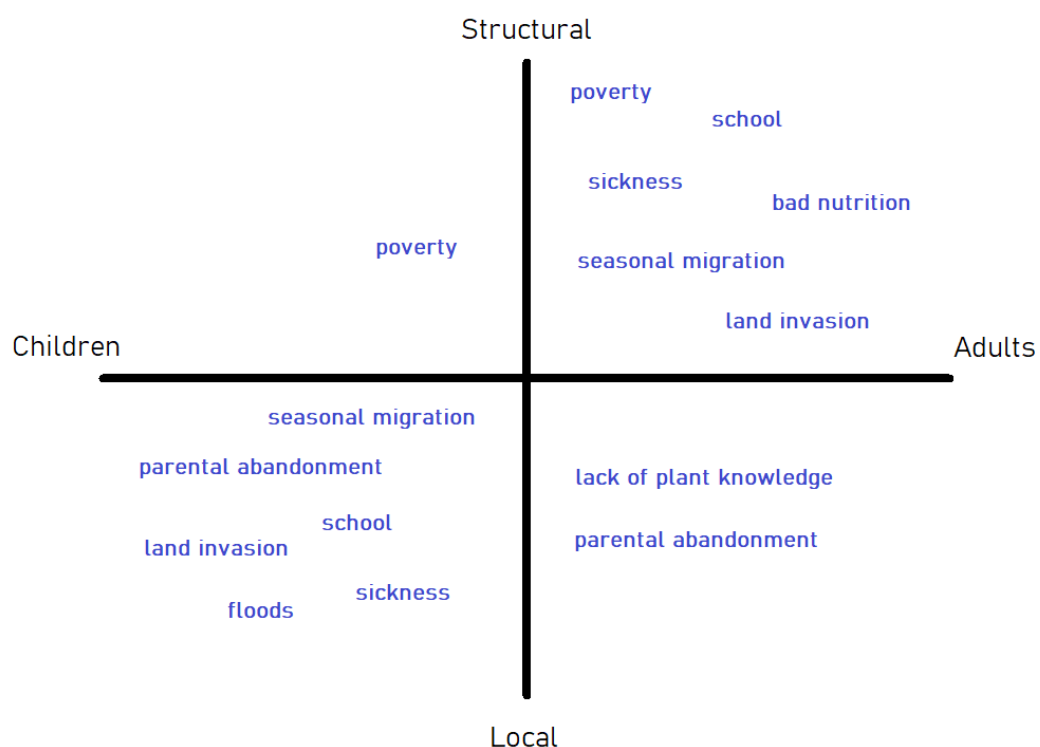 Structural
poverty
school
sickness
bad nutrition
poverty
seasonal migration
land invasion
Children
Adults
seasonal migration
parental abandonment
lack of plant knowledge
school
parental abandonment
land invasion
sickness
floods
Local